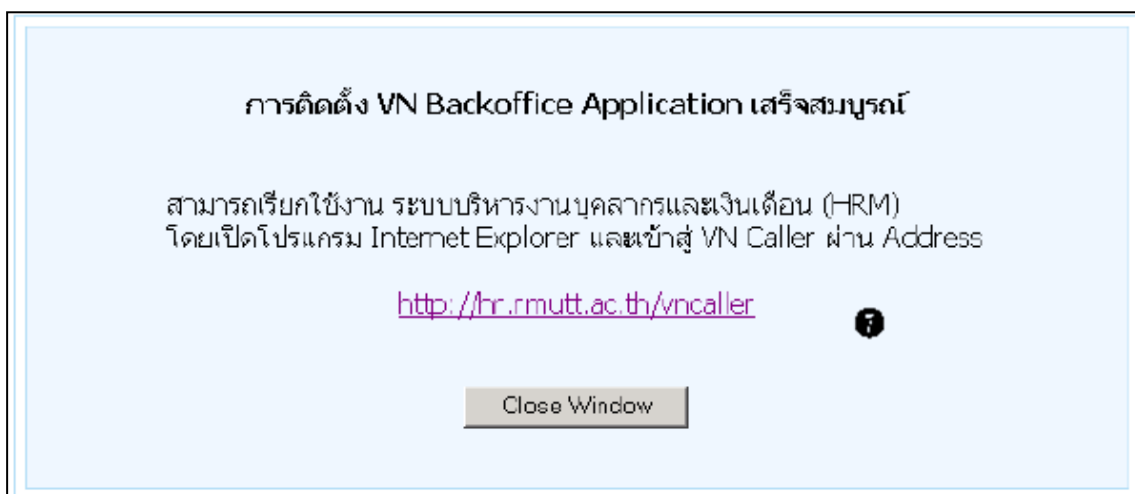 การติดตั้ง VN Backoffice Application เสร็จสมบูรณ์
สามารถเรียกใช้งาน ระบบบริหารงานบุคลากรและเงินเดือน (HRM)
โดยเปิดโปรแกรม Internet Explorer และเข้าสู่ VN Caller ผ่าน Address
http://hr.rmutt.ac.th/vncaller
Close Window